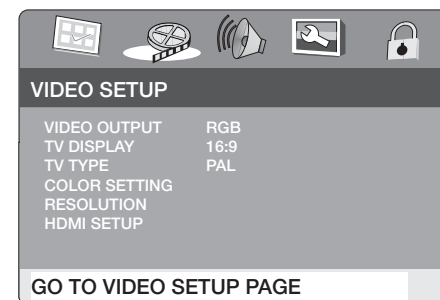 VIDEO SETUP
VIDEO OUTPUT RGB
TV DISPLAY 16:9
TV TYPE PAL
COLOR SETTING
RESOLUTION
HDMI SETUP
GO TO VIDEO SETUP PAGE